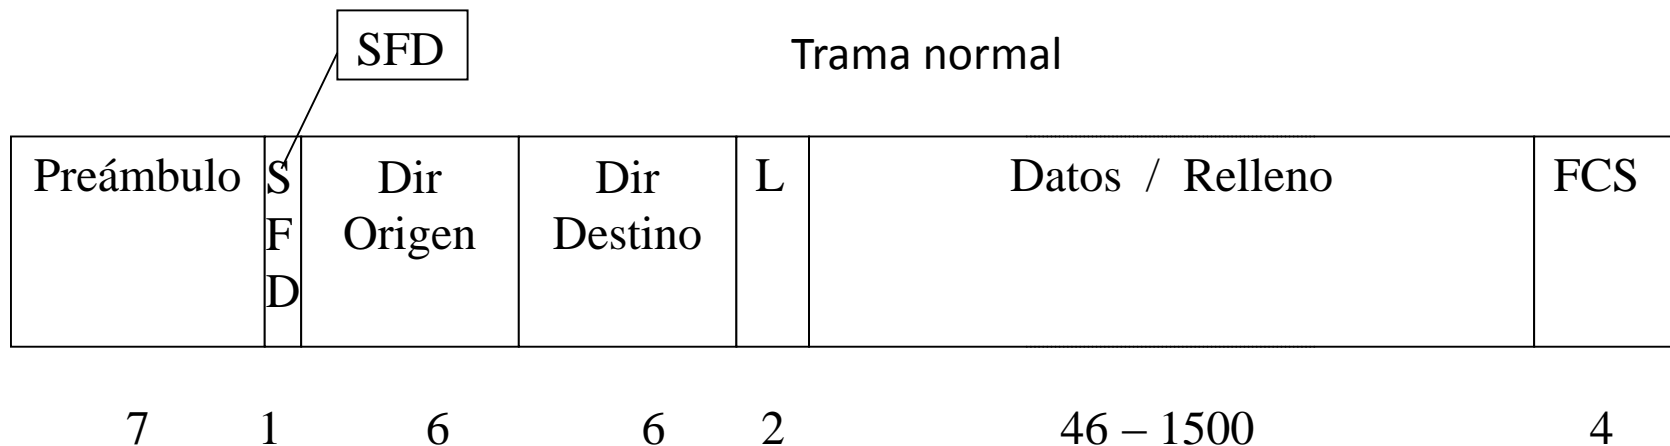 SFD
Trama normal
Preámbulo
S
F
D
Dir
Origen
Dir
Destino
L
Datos / Relleno
FCS
7 1 6 6 2 46 – 1500 4